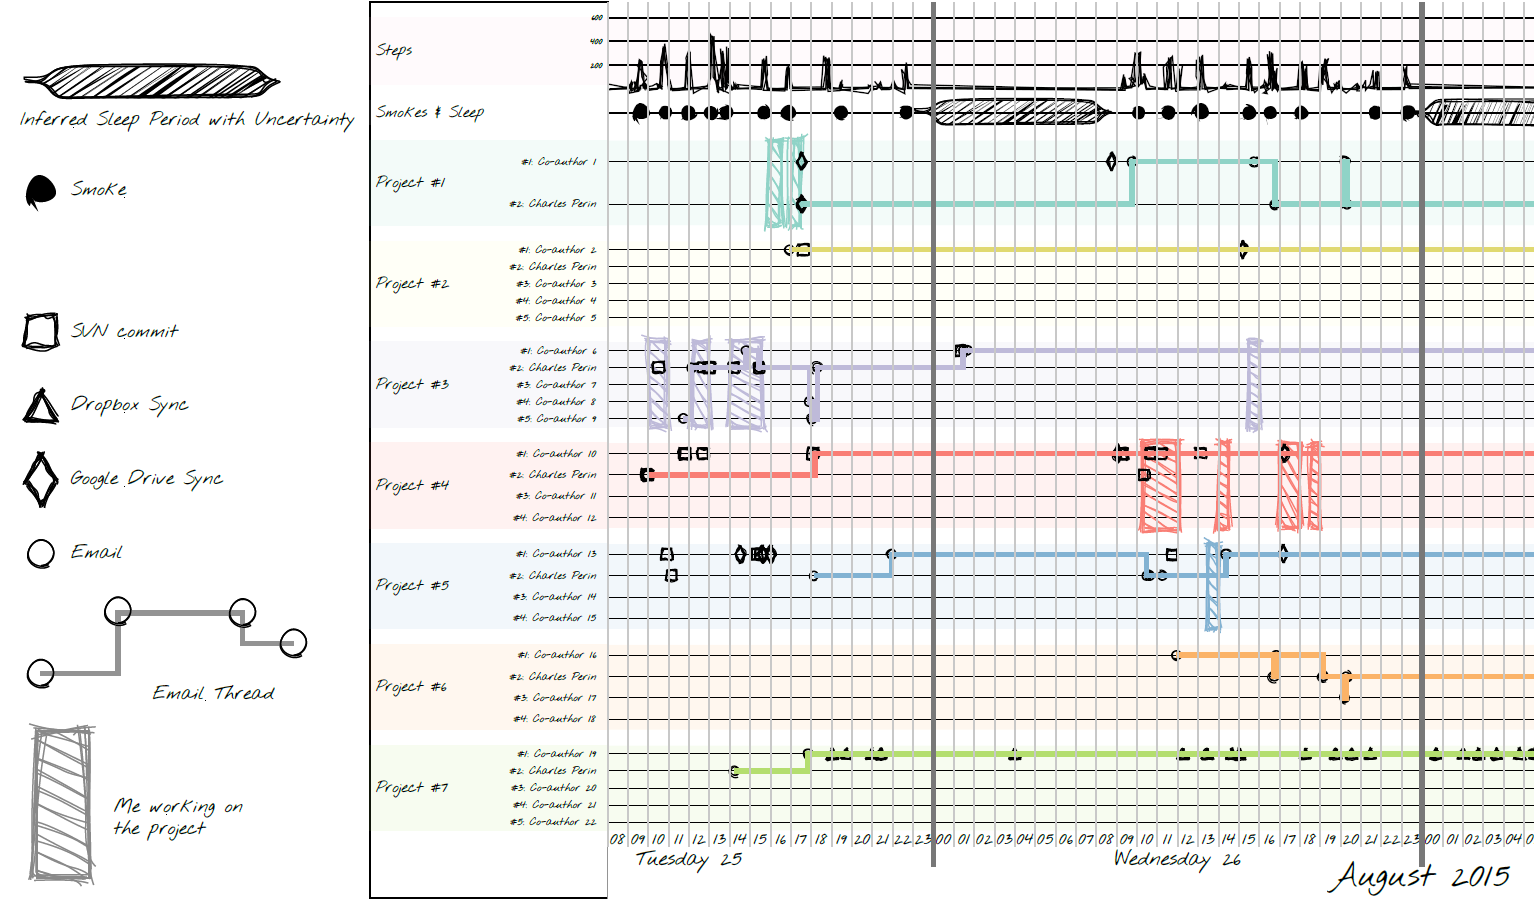 Inferred Sleep Period with Uncertainty
Smoke
SVN commit
Dropbox Sync
Google Drive Sync
Email
Email Thread
Me working on
the project
Steps
600
400
200
Smokes & Sleep
Project #1
#1: Co-author 1
#2: Charles Perin
Project #2
#1: Co-author 2
#2: Charles Perin
#3: Co-author 3
#4: Co-author 4
#5: Co-author 5
Project #3
#1: Co-author 6
#2: Charles Perin
#3: Co-author 7
#4: Co-author 8
#5: Co-author 9
Project #4
#1: Co-author 10
#2: Charles Perin
#3: Co-author 11
#4: Co-author 12
Project #5
#1: Co-author 13
#2: Charles Perin
#3: Co-author 14
#4: Co-author 15
Project #6
#1: Co-author 16
#2: Charles Perin
#3: Co-author 17
#4: Co-author 18
Project #7
#1: Co-author 19
#2: Charles Perin
#3: Co-author 20
#4: Co-author 21
#5: Co-author 22
08 09 10 11 12 13 14 15 16 17 18 19 20 21 22 23 00 01 02 03 04 05 06 07 08 09 10 11 12 13 14 15 16 17 18 19 20 21 22 23 00 01 02 03 04
Tuesday 25
Wednesday 26
August 2015